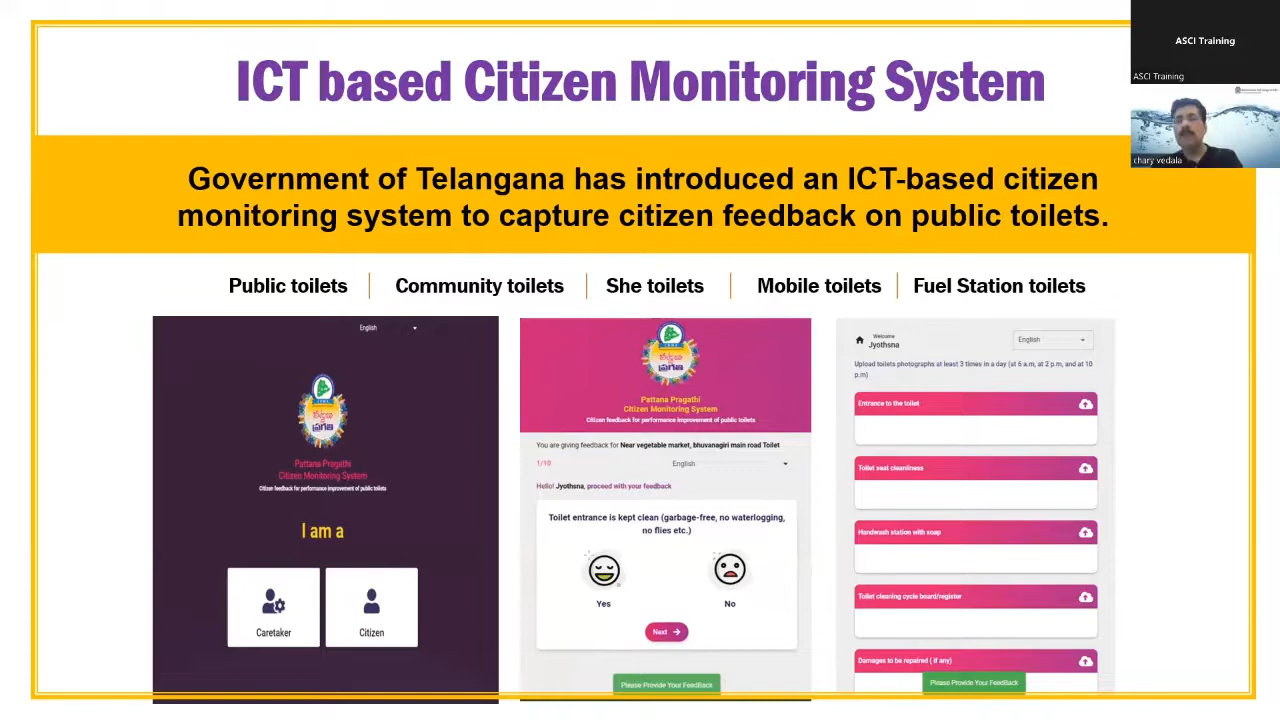 ICT based Citizen Monitoring System
ASCI Training
ASCI Training
chary vedala
Government of Telangana has introduced an ICT-based citizen
monitoring system to capture citizen feedback on public toilets.
Public toilets
Community toilets
She toilets
Mobile toilets
Fuel Station toilets
English
పట్టణ
ప్రగతి
Pattana Pragathi
Citizen Monitoring System
Citizen feedback for performance improvement of public toilets
I am a
Caretaker
Citizen
పట్టణ
ప్రగతి
Pattana Pragathi
Citizen Monitoring System
Citizen feedback for performance improvement of public toilets
You are giving feedback for Near vegetable market, bhuvanagiri main road Toilet
1/10
English
Hello! Jyothsna, proceed with your feedback
Toilet entrance is kept clean (garbage-free, no waterlogging,
no flies etc.)
Yes
No
Next
Please Provide Your FeedBack
Welcome
Jyothsna
English
Upload toilets photographs at least 3 times in a day (at 6 a.m, at 2 p.m, and at 10
p.m)
Entrance to the toilet
Toilet seat cleanliness
Handwash station with soap
Toilet cleaning cycle board/register
Damages to be repaired ( if any)
Please Provide Your FeedBack